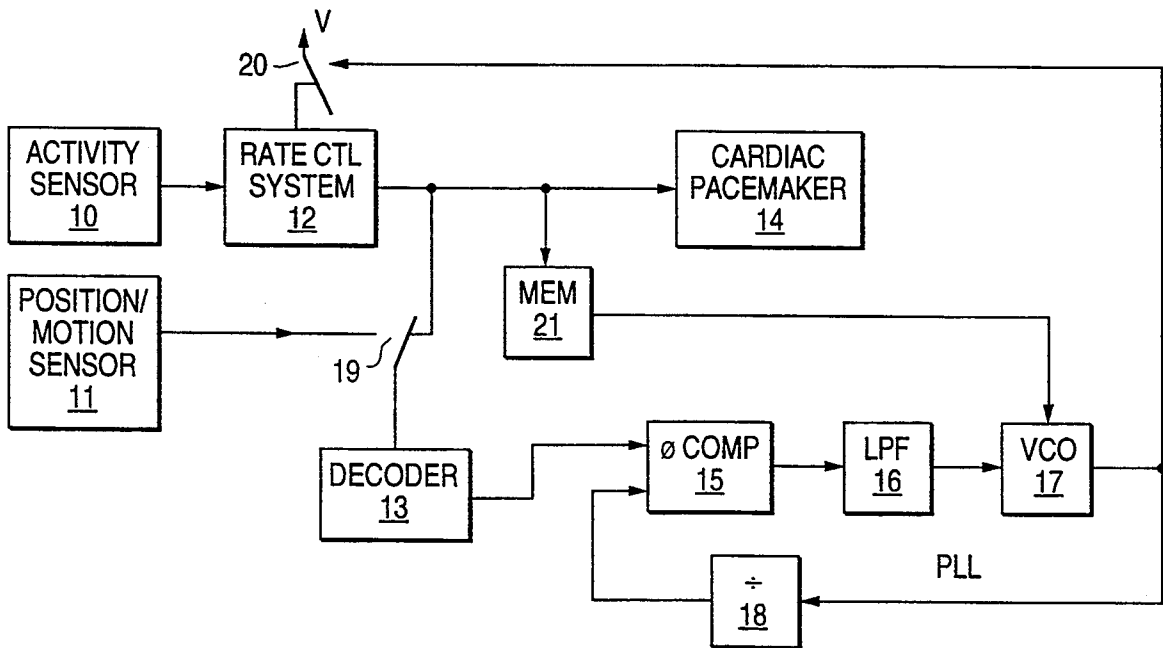 V
20
ACTIVITY
SENSOR
10
RATE CTL
SYSTEM
12
CARDIAC
PACEMAKER
14
POSITION/
MOTION
SENSOR
11
MEM
21
19
DECODER
13
ø COMP
15
LPF
16
VCO
17
PLL
÷
18